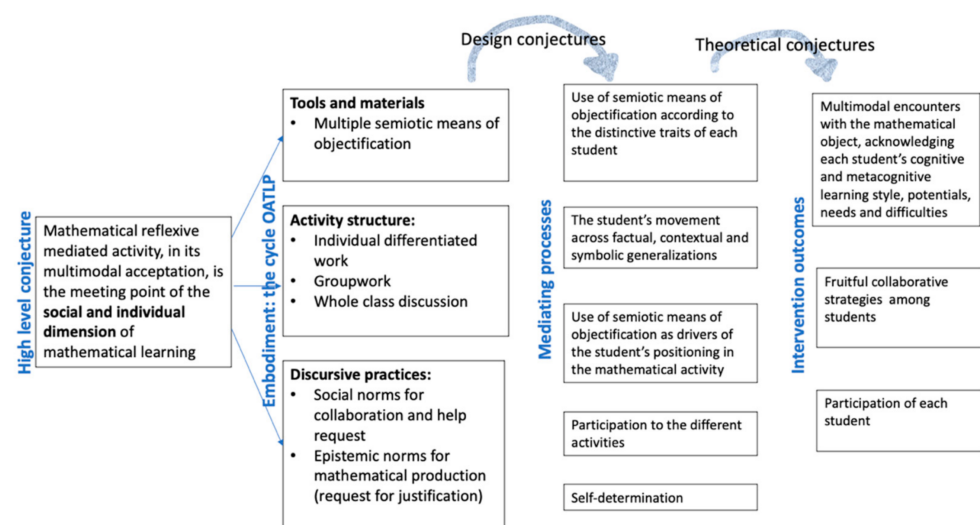 Design conjectures
Theoretical conjectures
High level conjecture
Mathematical reflexive
mediated activity, in its
multimodal acceptation, is
the meeting point of the
social and individual
dimension of
mathematical learning
Embodiment: the cycle OATLP
Tools and materials
• Multiple semiotic means of
objectification
Activity structure:
• Individual differentiated
work
• Groupwork
• Whole class discussion
Discursive practices:
• Social norms for
collaboration and help
request
• Epistemic norms for
mathematical production
(request for justification)
Mediating processes
Use of semiotic means of
objectification according to
the distinctive traits of each
student
The student's movement
across factual, contextual and
symbolic generalizations
Use of semiotic means of
objectification as drivers of
the student's positioning in
the mathematical activity
Participation to the different
activities
Self-determination
Intervention outcomes
Multimodal encounters
with the mathematical
object, acknowledging
each student's cognitive
and metacognitive
learning style, potentials,
needs and difficulties
Fruitful collaborative
strategies among
students
Participation of each
student